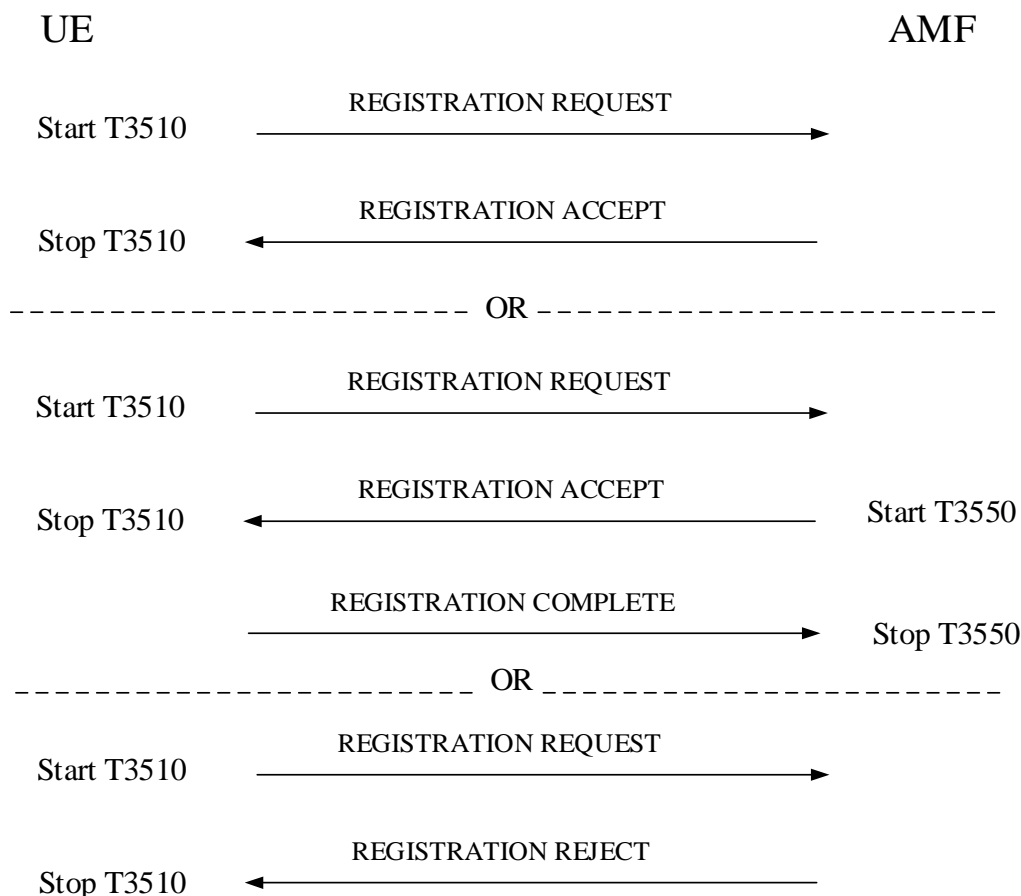 UE AMF
REGISTRATION REQUEST
Start T3510
REGISTRATION ACCEPT
Stop T3510
OR
REGISTRATION REQUEST
Start T3510
REGISTRATION ACCEPT
Stop T3510 Start T3550
REGISTRATION COMPLETE
Stop T3550
OR
REGISTRATION REQUEST
Start T3510
REGISTRATION REJECT
Stop T3510